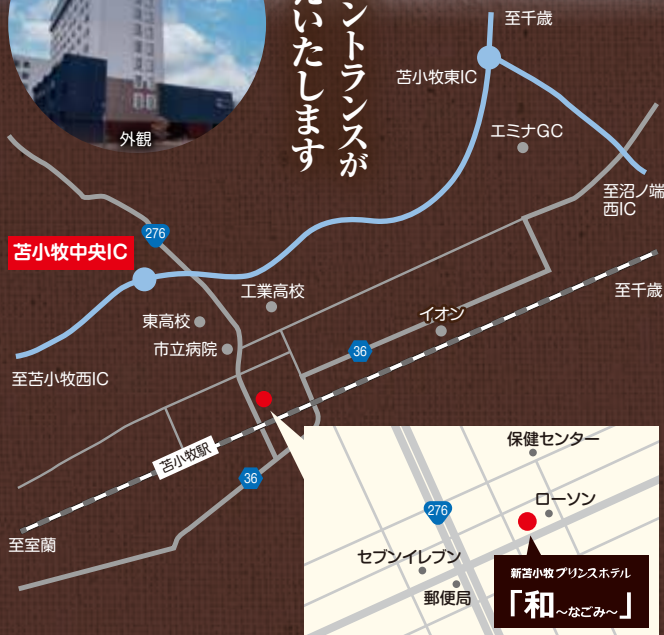 ントランスが
だいたします
外観
至千歳
苫小牧東IC
エミナGC
至沼ノ端
西IC
276
苫小牧中央IC
工業高校
至千歳
東高校
イオン
市立病院
36
至苫小牧西IC
苫小牧駅
36
至室蘭
保健センター
276
ローソン
セブンイレブン
郵便局
新苫小牧プリンスホテル
「和～なごみ～」